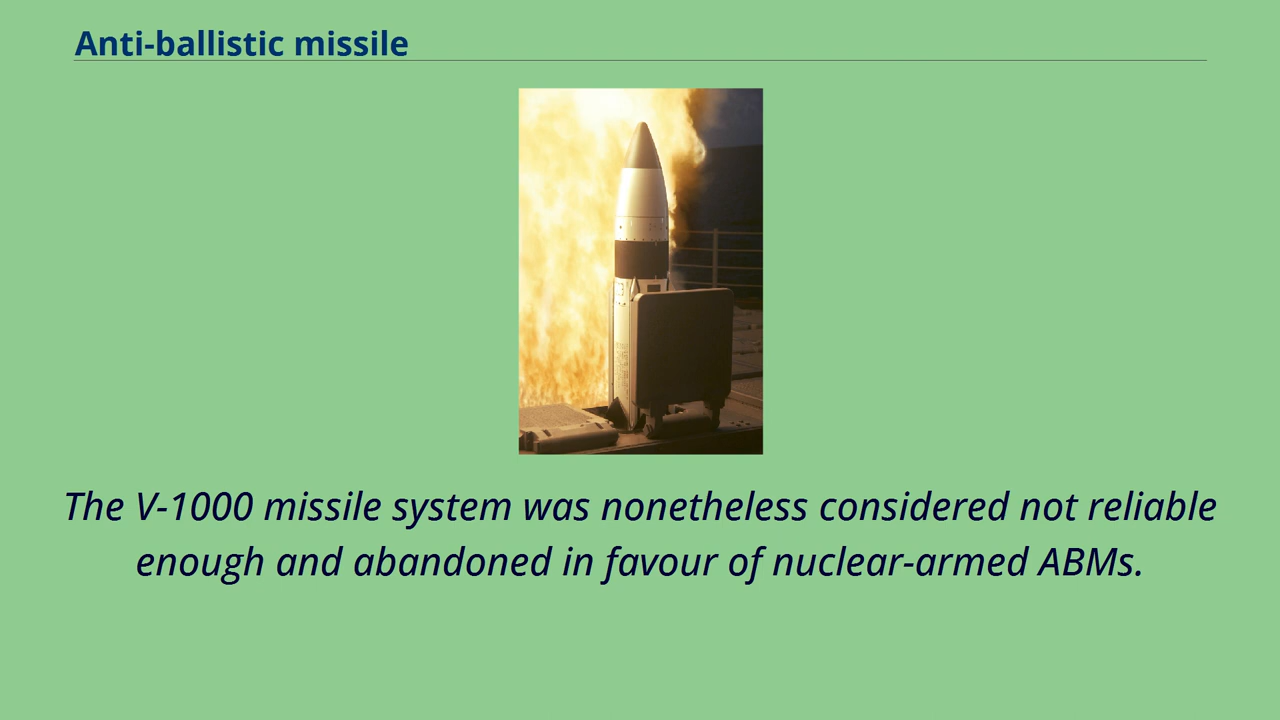 Anti-ballistic missile
The V-1000 missile system was nonetheless considered not reliable
enough and abandoned in favour of nuclear-armed ABMs.